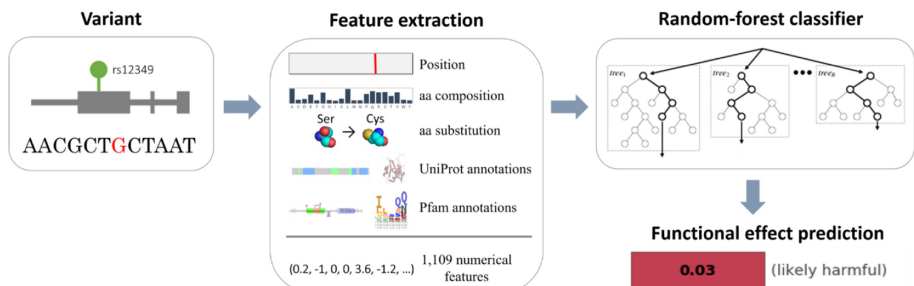 Variant
rs12349
AACGCTGCTAAT
Feature extraction
Position
aa composition
Ser → Cys
aa substitution
UniProt annotations
Pfam annotations
(0.2, -1, 0, 0, 3.6, -1.2, ...)
1,109 numerical
features
Random-forest classifier
tree₁
tree₂
Functional effect prediction
0.03
(likely harmful)